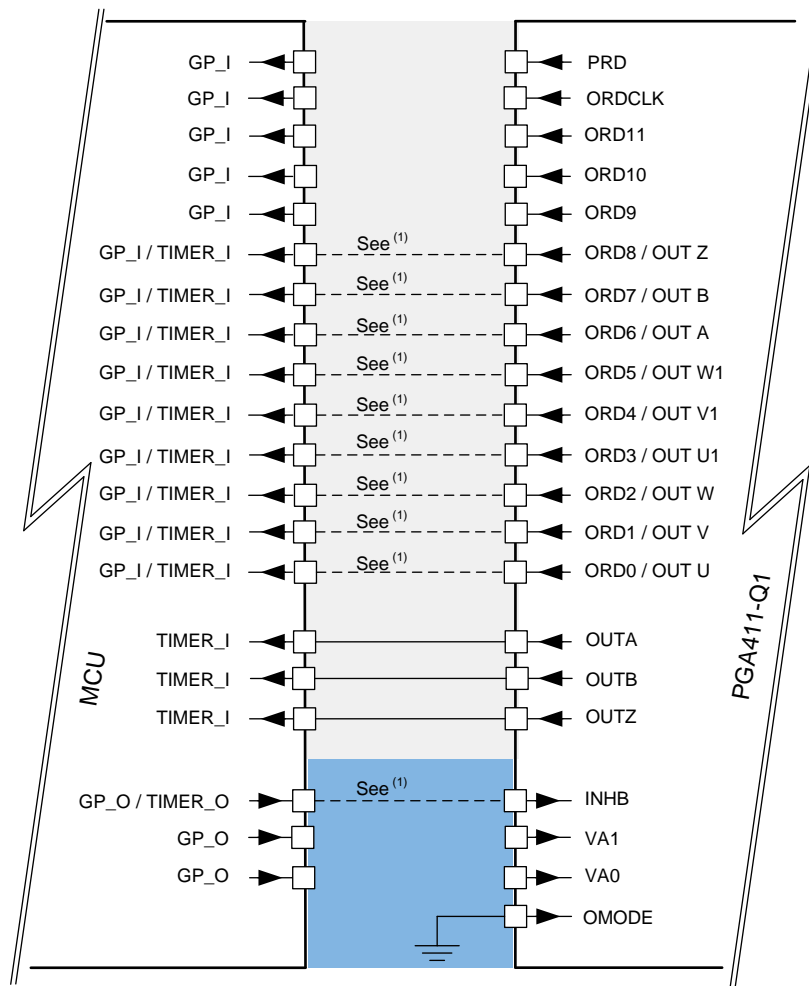 GP_I PRD
GP_I ORDCLK
GP_I ORD11
GP_I ORD10
GP_I ORD9
GP_I / TIMER_I See (1) ORD8 / OUT Z
GP_I / TIMER_I See (1) ORD7 / OUT B
GP_I / TIMER_I See (1) ORD6 / OUT A
GP_I / TIMER_I See (1) ORD5 / OUT W1
GP_I / TIMER_I See (1) ORD4 / OUT V1
GP_I / TIMER_I See (1) ORD3 / OUT U1
GP_I / TIMER_I See (1) ORD2 / OUT W
GP_I / TIMER_I See (1) ORD1 / OUT V
GP_I / TIMER_I See (1) ORD0 / OUT U
TIMER_I OUTA
TIMER_I OUTB
TIMER_I OUTZ
MCU
PGA411-Q1
GP_O / TIMER_O See (1) INHB
GP_O VA1
GP_O VA0
OMODE